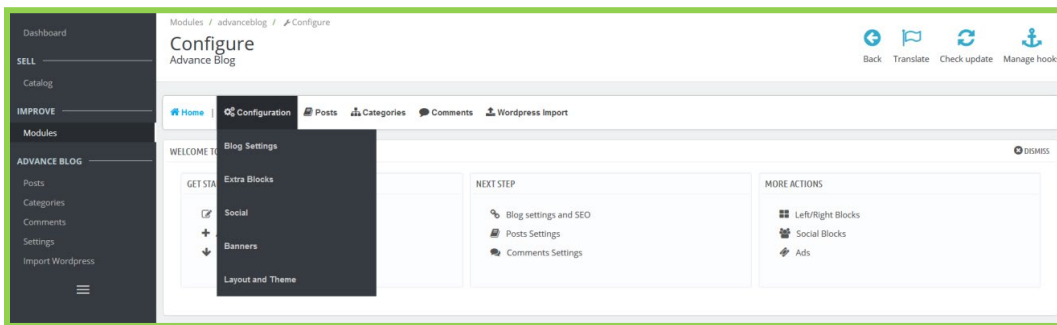 Dashboard
SELL
Catalog
IMPROVE
Modules
ADVANCE BLOG
Posts
Categories
Comments
Settings
Import Wordpress
Modules / advanceblog / Configure
Configure
Advance Blog
Back Translate Check update Manage hooks
Home | Configuration Posts Categories Comments Wordpress Import
Blog Settings
Extra Blocks
Social
Banners
Layout and Theme
WELCOME TO
DISMISS
GET STA
NEXT STEP
Blog settings and SEO
Posts Settings
Comments Settings
MORE ACTIONS
Left/Right Blocks
Social Blocks
Ads